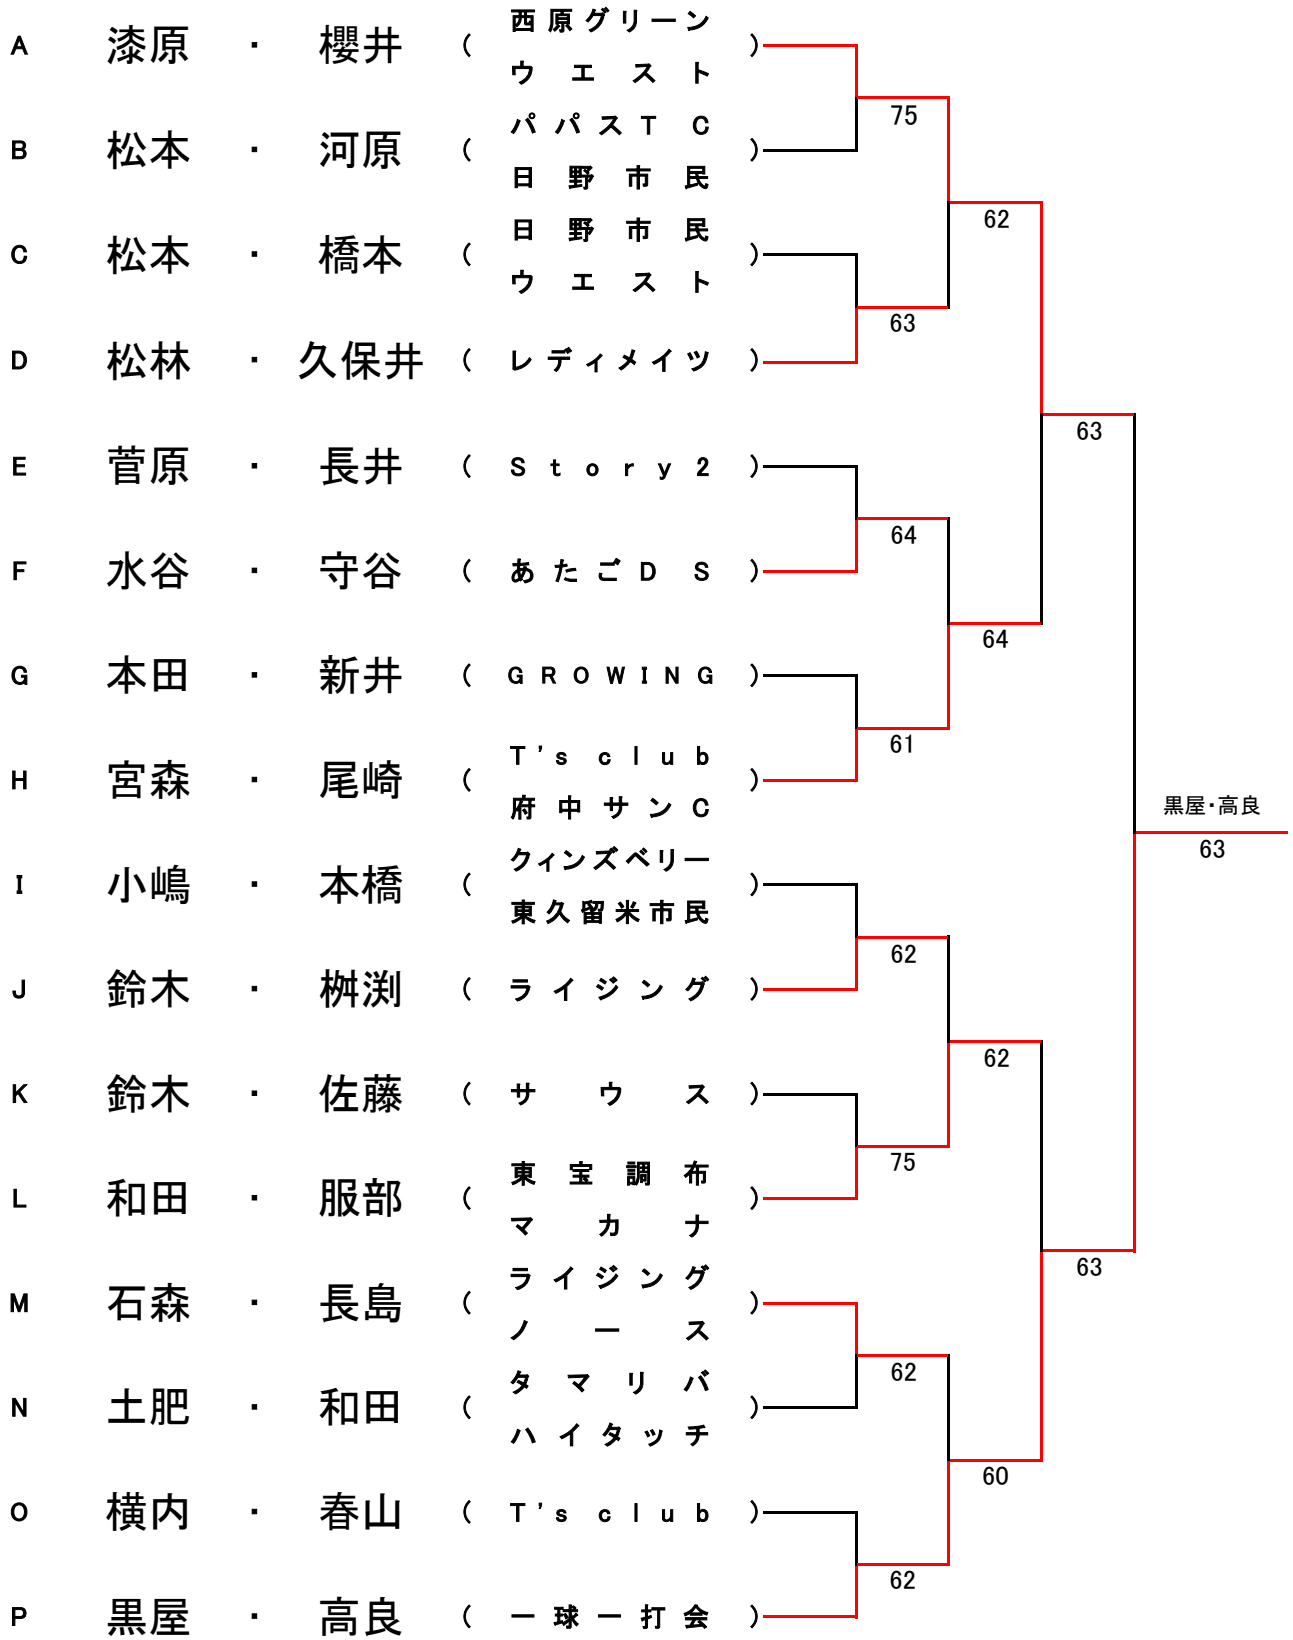 A 漆原 ・ 櫻井 ( 西原グリーン ウエスト )
75
B 松本 ・ 河原 ( パパスTC 日野市民 )
62
C 松本 ・ 橋本 ( 日野市民 ウエスト )
63
D 松林 ・ 久保井 ( レディメイツ )
63
E 菅原 ・ 長井 ( Story2 )
64
F 水谷 ・ 守谷 ( あたごDS )
64
G 本田 ・ 新井 ( GROWING )
61
H 宮森 ・ 尾崎 ( T's club 府中サンC )
黒屋・高良
63
I 小嶋 ・ 本橋 ( クィンズベリー 東久留米市民 )
62
J 鈴木 ・ 桝渕 ( ライジング )
62
K 鈴木 ・ 佐藤 ( サウス )
75
L 和田 ・ 服部 ( 東宝調布 マカナ )
63
M 石森 ・ 長島 ( ライジング ノース )
62
N 土肥 ・ 和田 ( タマリバ ハイタッチ )
60
O 横内 ・ 春山 ( T's club )
62
P 黒屋 ・ 高良 ( 一球一打会 )